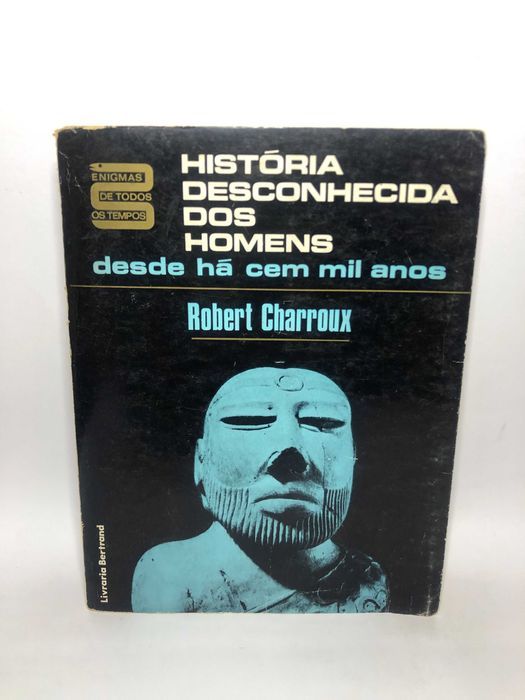 ENIGMAS
DE TODOS
OS TEMPOS
HISTÓRIA
DESCONHECIDA
DOS
HOMENS
desde há cem mil anos
Robert Charroux
Livraria Bertrand